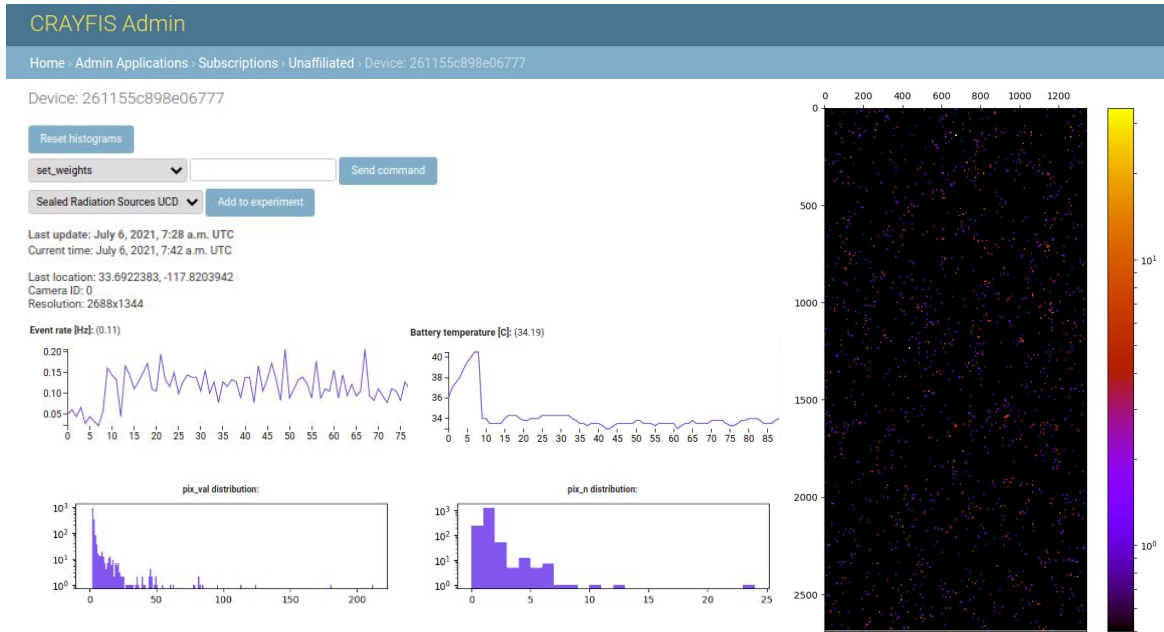 CRAYFIS Admin
Home › Admin Applications › Subscriptions › Unaffiliated › Device: 261155c898e06777
Device: 261155c898e06777
Reset histograms
set_weights
Send command
Sealed Radiation Sources UCD
Add to experiment
Last update: July 6, 2021, 7:28 a.m. UTC
Current time: July 6, 2021, 7:42 a.m. UTC
Last location: 33.6922383, -117.8203942
Camera ID: 0
Resolution: 2688x1344
Event rate [Hz]: (0.11)
0.20
0.15
0.10
0.05
0 5 10 15 20 25 30 35 40 45 50 55 60 65 70 75
Battery temperature [C]: (34.19)
40
38
36
34
0 5 10 15 20 25 30 35 40 45 50 55 60 65 70 75 80 85
pix_val distribution:
10³
10²
10¹
10⁰
0 50 100 150 200
pix_n distribution:
10³
10²
10¹
10⁰
0 5 10 15 20 25
0 200 400 600 800 1000 1200
0
500
1000
1500
2000
2500
10¹
10⁰